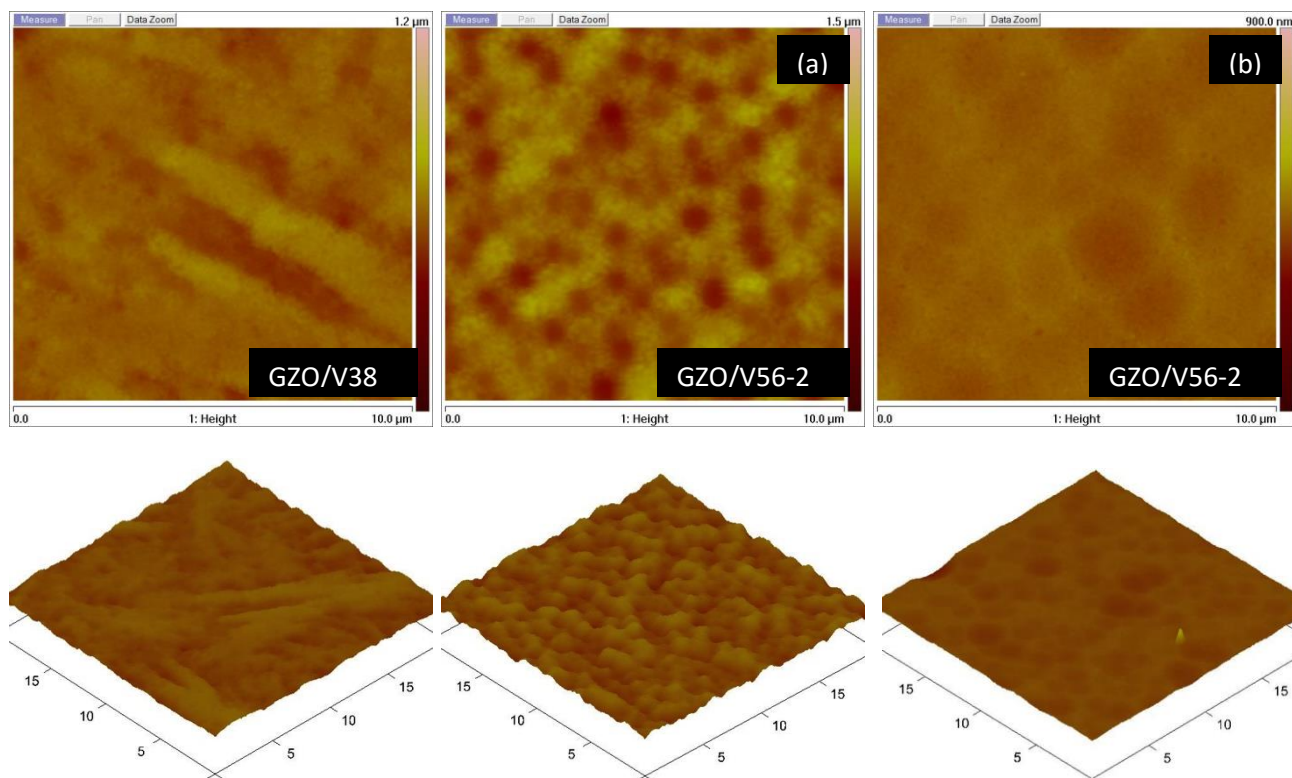 Measure Pan Data Zoom 1.2 µm
(a)
GZO/V38
0.0 1: Height 10.0 µm
Measure Pan Data Zoom 1.5 µm
GZO/V56-2
0.0 1: Height 10.0 µm
Measure Pan Data Zoom 900.0 nm
(b)
GZO/V56-2
0.0 1: Height 10.0 µm
15
10
5
5
10
15
15
10
5
5
10
15
15
10
5
5
10
15